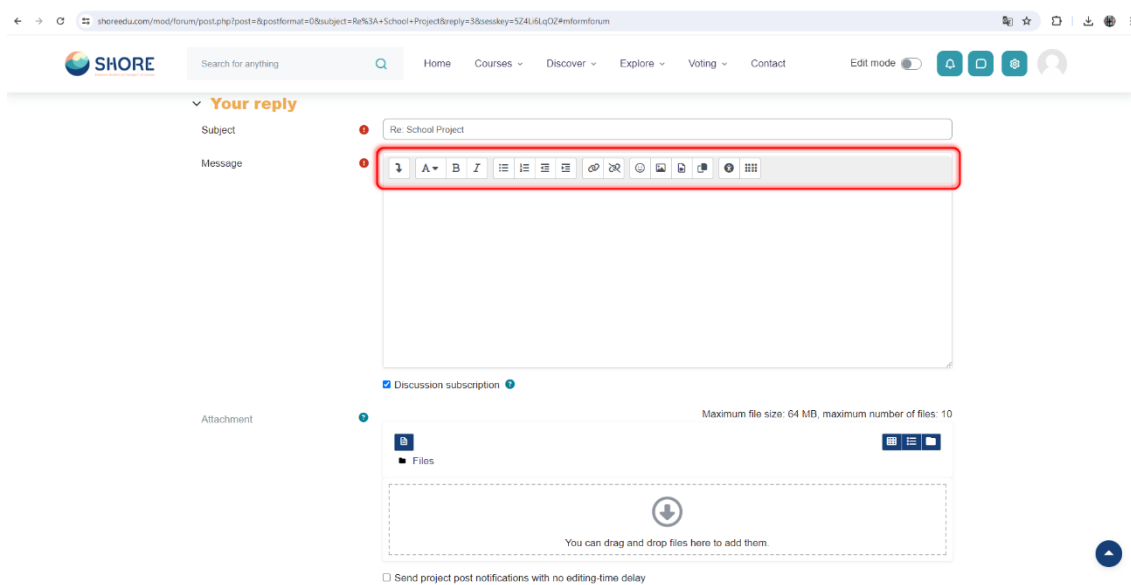 shoreedu.com/mod/forum/post.php?post=&postformat=0&subject=Re%3A+School+Project&reply=3&sesskey=5Z4Li6LqOZ#mformforum
SHORE
Search for anything
Home Courses Discover Explore Voting Contact
Edit mode
Your reply
Subject
Re: School Project
Message
A B I
Discussion subscription
Attachment
Maximum file size: 64 MB, maximum number of files: 10
Files
You can drag and drop files here to add them.
Send project post notifications with no editing-time delay